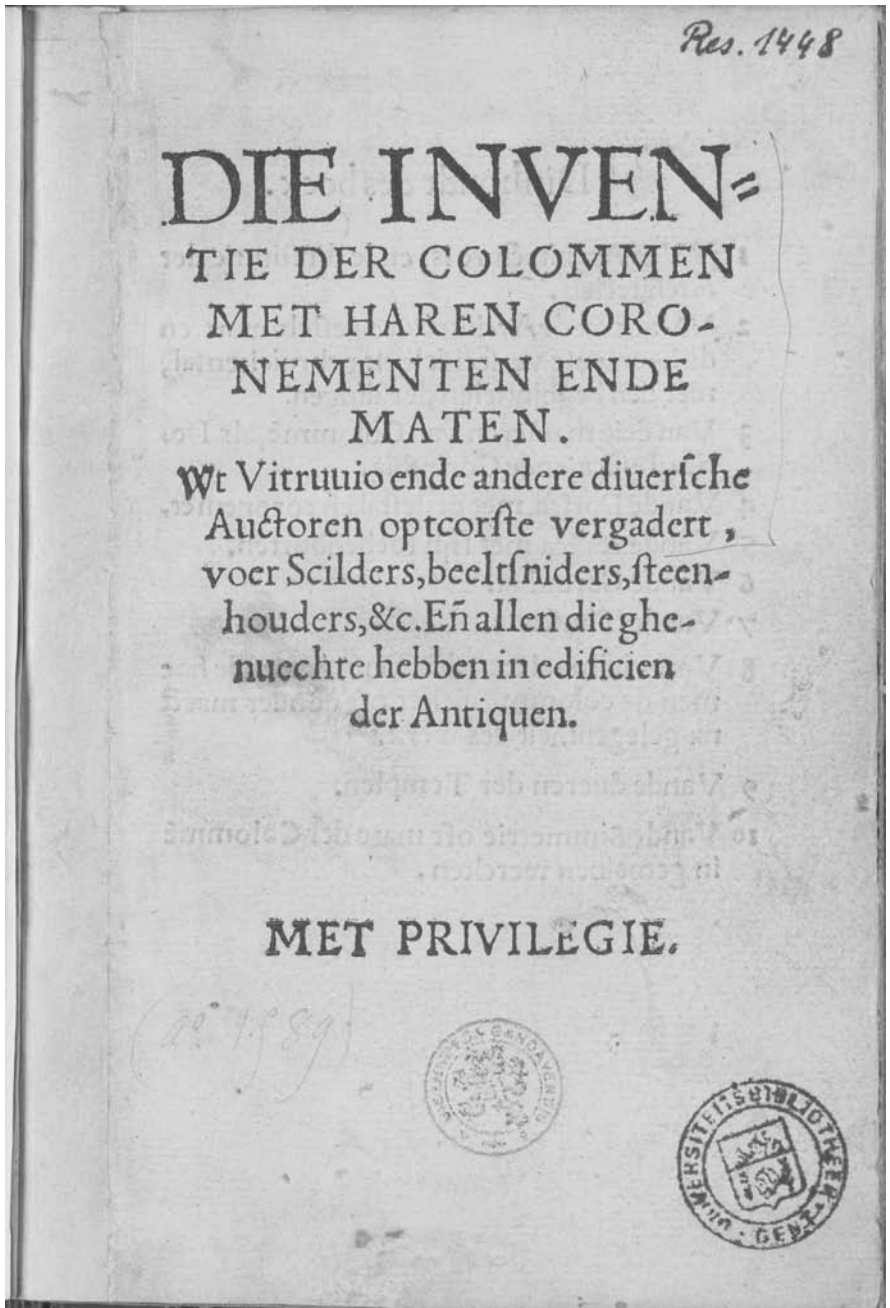 Res. 1448
DIE INVEN=
TIE DER COLOMMEN
MET HAREN CORO-
NEMENTEN ENDE
MATEN.
Wt Vitruuio ende andere diuerſche
Auctoren optcorſte vergadert ,
voer Scilders, beeltſniders, ſteen-
houders, &c. Eñ allen die ghe-
nuechte hebben in edificien
der Antiquen.
MET PRIVILEGIE.
UNIVERSITEITSBIBLIOTHEEK · GENT ·